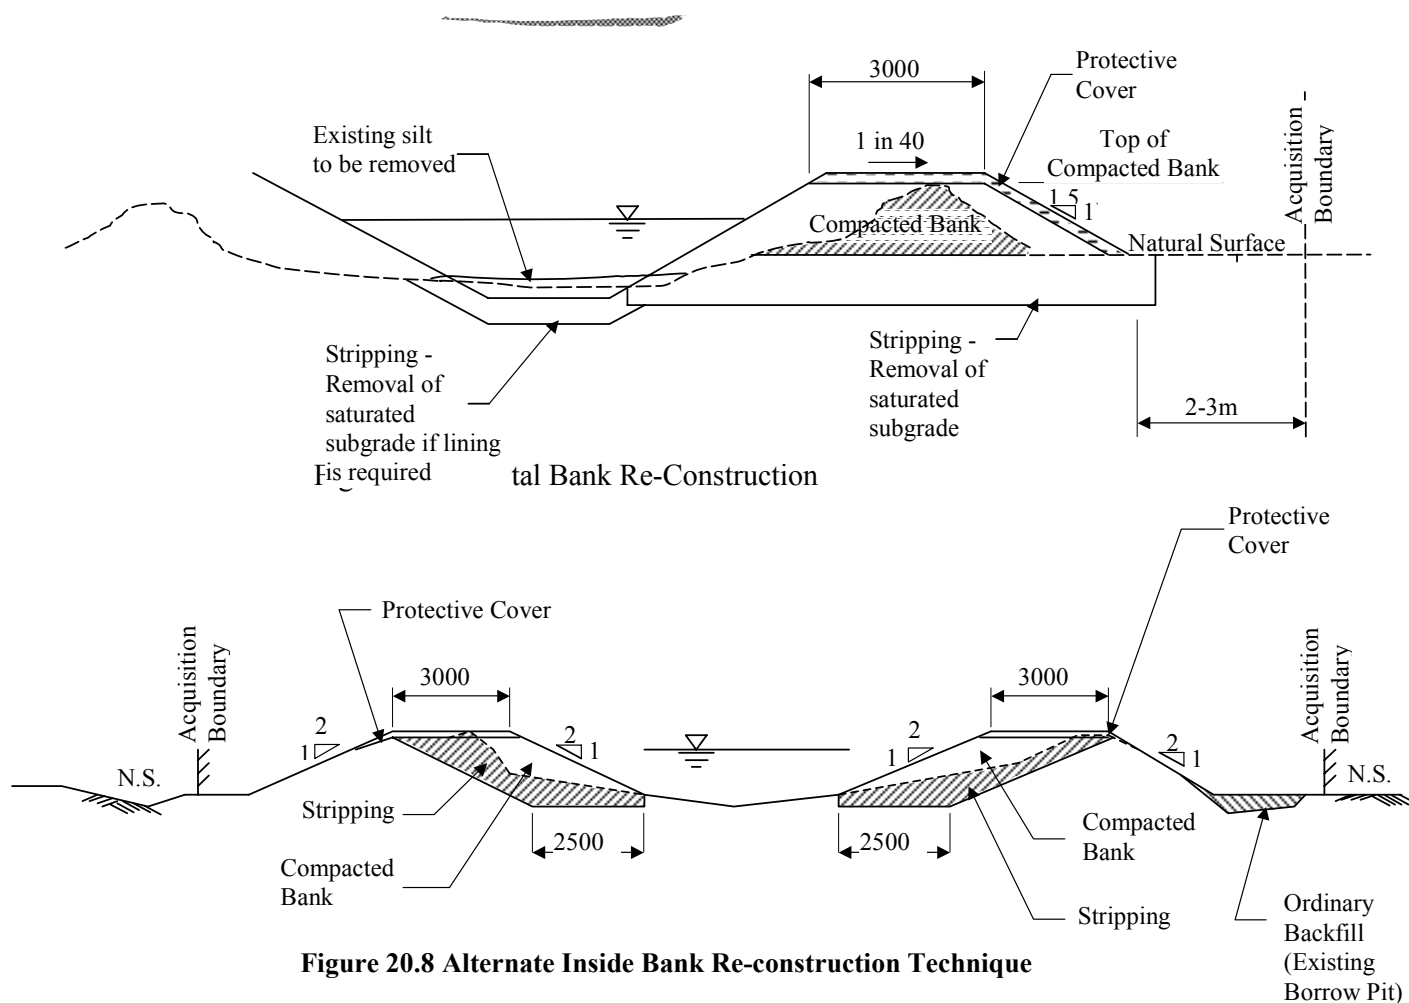 3000
Protective
Cover
Existing silt
to be removed
1 in 40
Top of
Compacted Bank
1.5
1
Acquisition
Boundary
Compacted Bank
Natural Surface
Stripping -
Removal of
saturated
subgrade if lining
is required
Stripping -
Removal of
saturated
subgrade
2-3m
tal Bank Re-Construction
Protective
Cover
Protective Cover
Acquisition
Boundary
3000
3000
Acquisition
Boundary
2
1
2
1
2
1
2
1
N.S.
N.S.
Stripping
2500
2500
Compacted
Bank
Compacted
Bank
Stripping
Ordinary
Backfill
(Existing
Borrow Pit)
Figure 20.8 Alternate Inside Bank Re-construction Technique